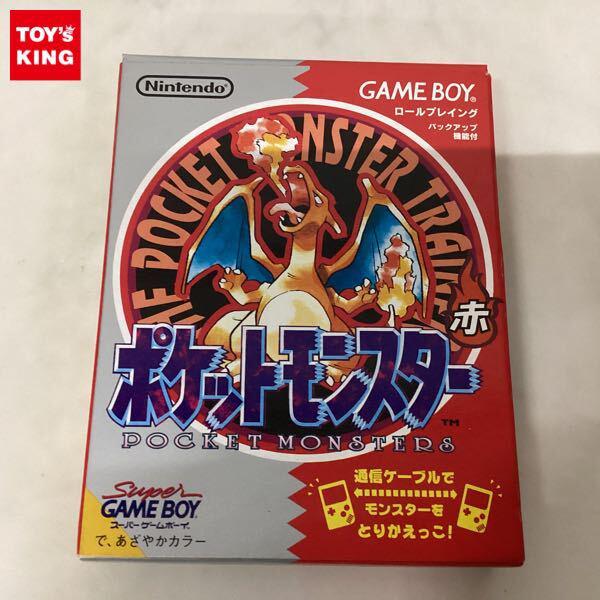 TOY'S
KING
Nintendo
GAME BOY
ロールプレイング
バックアップ
機能付
THE POCKET MONSTER TRAINER
赤
ポケットモンスター
TM
POCKET MONSTERS
Super
GAME BOY
スーパーゲームボーイ
で、あざやかカラー
通信ケーブルで
モンスターを
とりかえっこ!